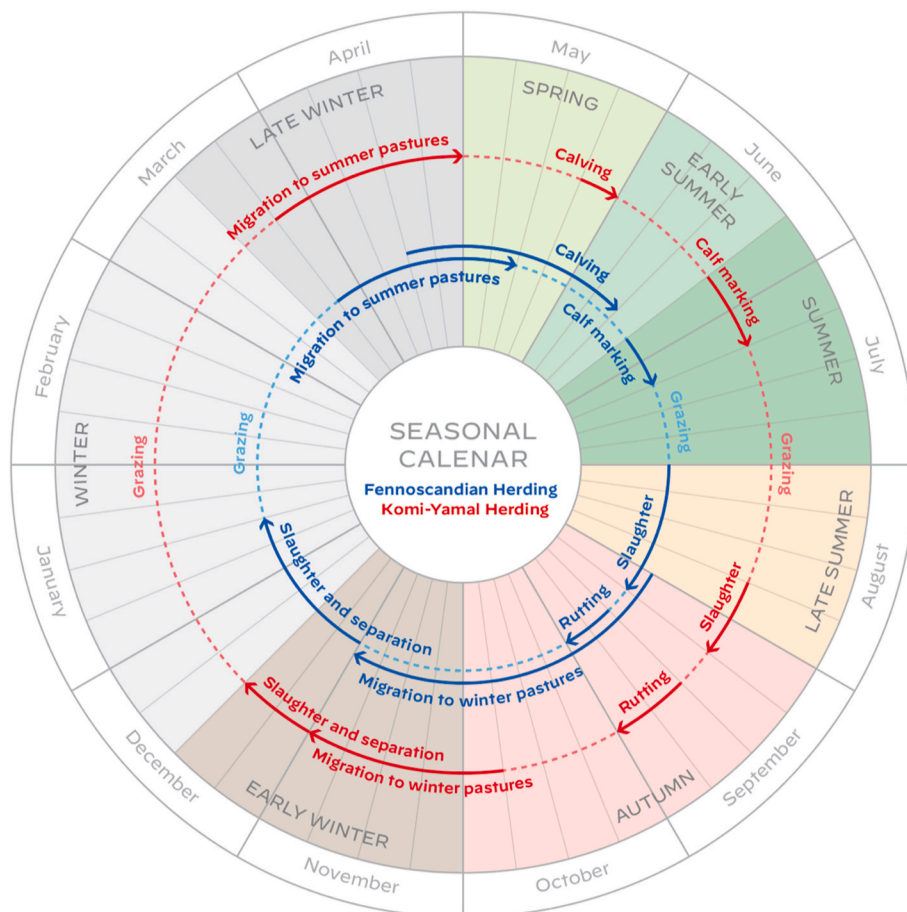 April
May
June
July
August
September
October
November
December
January
February
March
LATE WINTER
SPRING
EARLY
SUMMER
SUMMER
LATE SUMMER
AUTUMN
EARLY WINTER
WINTER
Migration to summer pastures
Calving
Calf marking
Grazing
Slaughter
Rutting
Migration to winter pastures
Slaughter and separation
Grazing
Migration to summer pastures
Calving
Calf marking
Grazing
Slaughter
Rutting
Migration to winter pastures
Slaughter and separation
Grazing
SEASONAL
CALENAR
Fennoscandian Herding
Komi-Yamal Herding